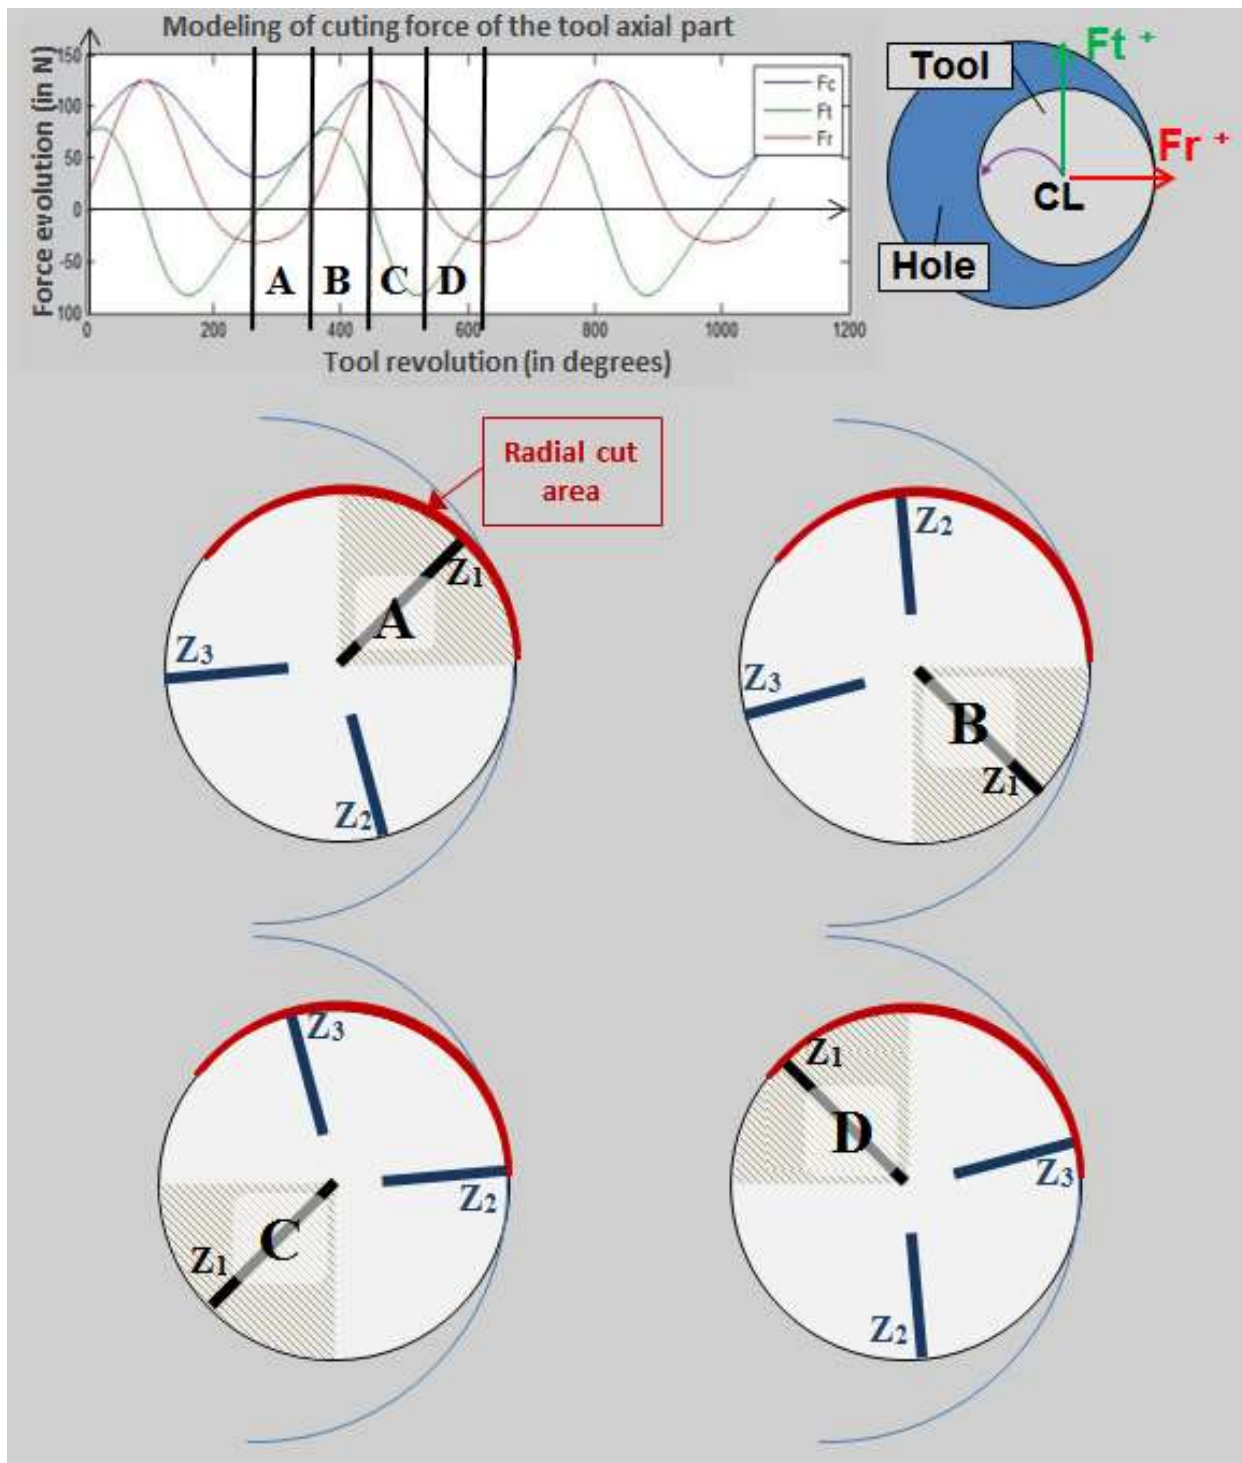 Modeling of cuting force of the tool axial part
Force evolution (in N)
150
100
50
0
-50
100
Fc
Ft
Fr
A B C D
0 200 400 600 800 1000 1200
Tool revolution (in degrees)
Tool
Ft +
Fr +
CL
Hole
Radial cut
area
Z1
A
Z3
Z2
Z2
Z3
B
Z1
Z3
Z2
C
Z1
Z1
D
Z3
Z2